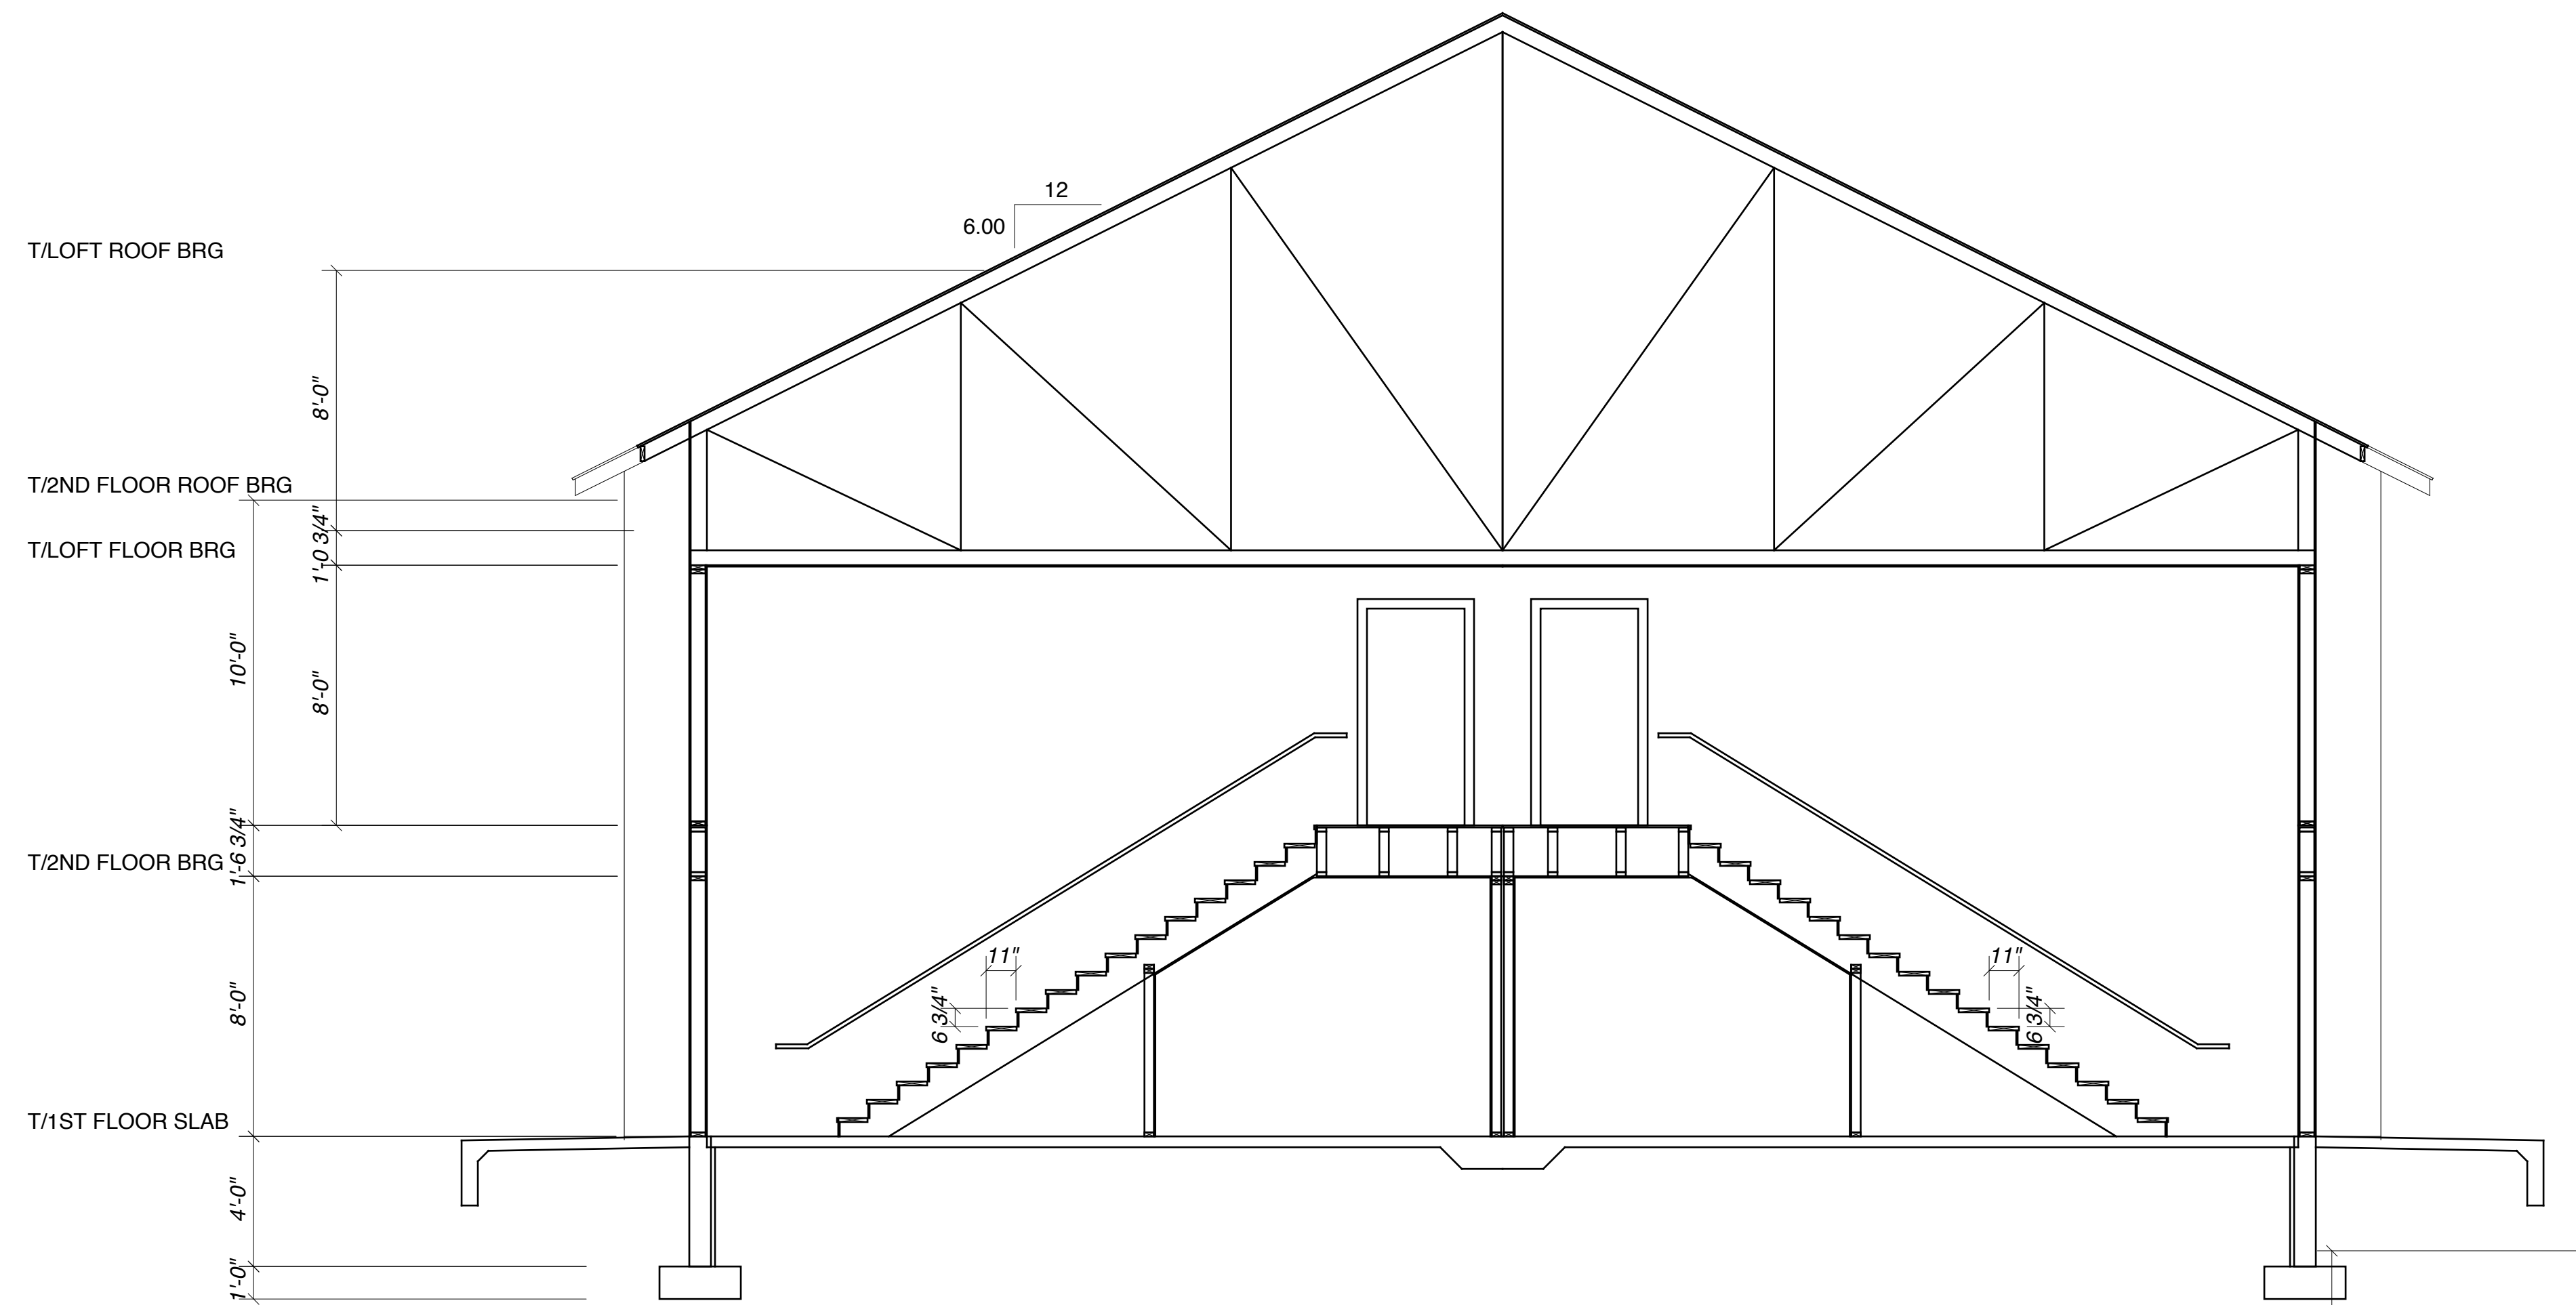 12
6.00
T/LOFT ROOF BRG
8'-0"
T/2ND FLOOR ROOF BRG
1'-0 3/4"
T/LOFT FLOOR BRG
10'-0"
8'-0"
1'-6 3/4"
T/2ND FLOOR BRG
11"
11"
6 3/4"
6 3/4"
8'-0"
T/1ST FLOOR SLAB
4'-0"
1'-0"